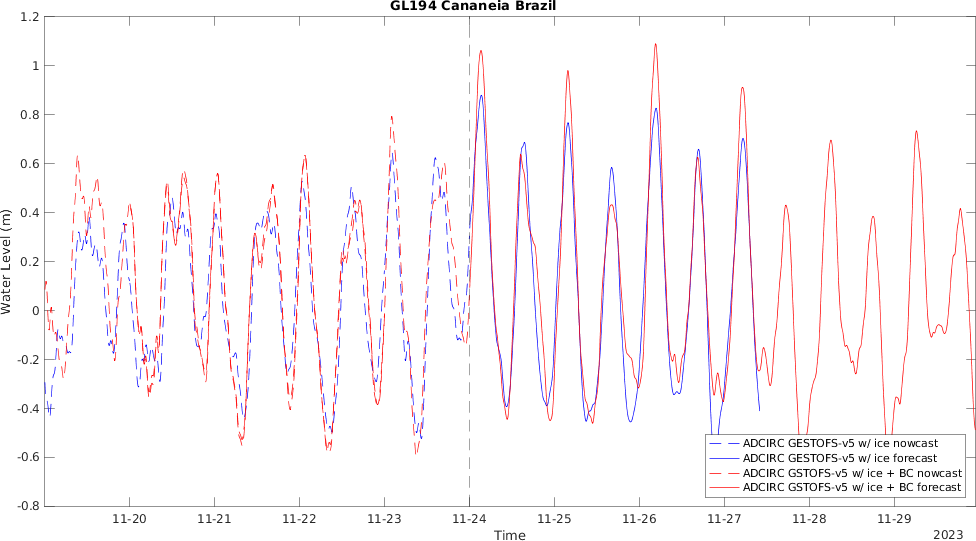 GL194 Cananeia Brazil
1.2
1
0.8
0.6
0.4
0.2
0
-0.2
-0.4
-0.6
-0.8
Water Level (m)
ADCIRC GESTOFS-v5 w/ ice nowcast
ADCIRC GESTOFS-v5 w/ ice forecast
ADCIRC GSTOFS-v5 w/ ice + BC nowcast
ADCIRC GSTOFS-v5 w/ ice + BC forecast
11-20 11-21 11-22 11-23 11-24 11-25 11-26 11-27 11-28 11-29
Time
2023